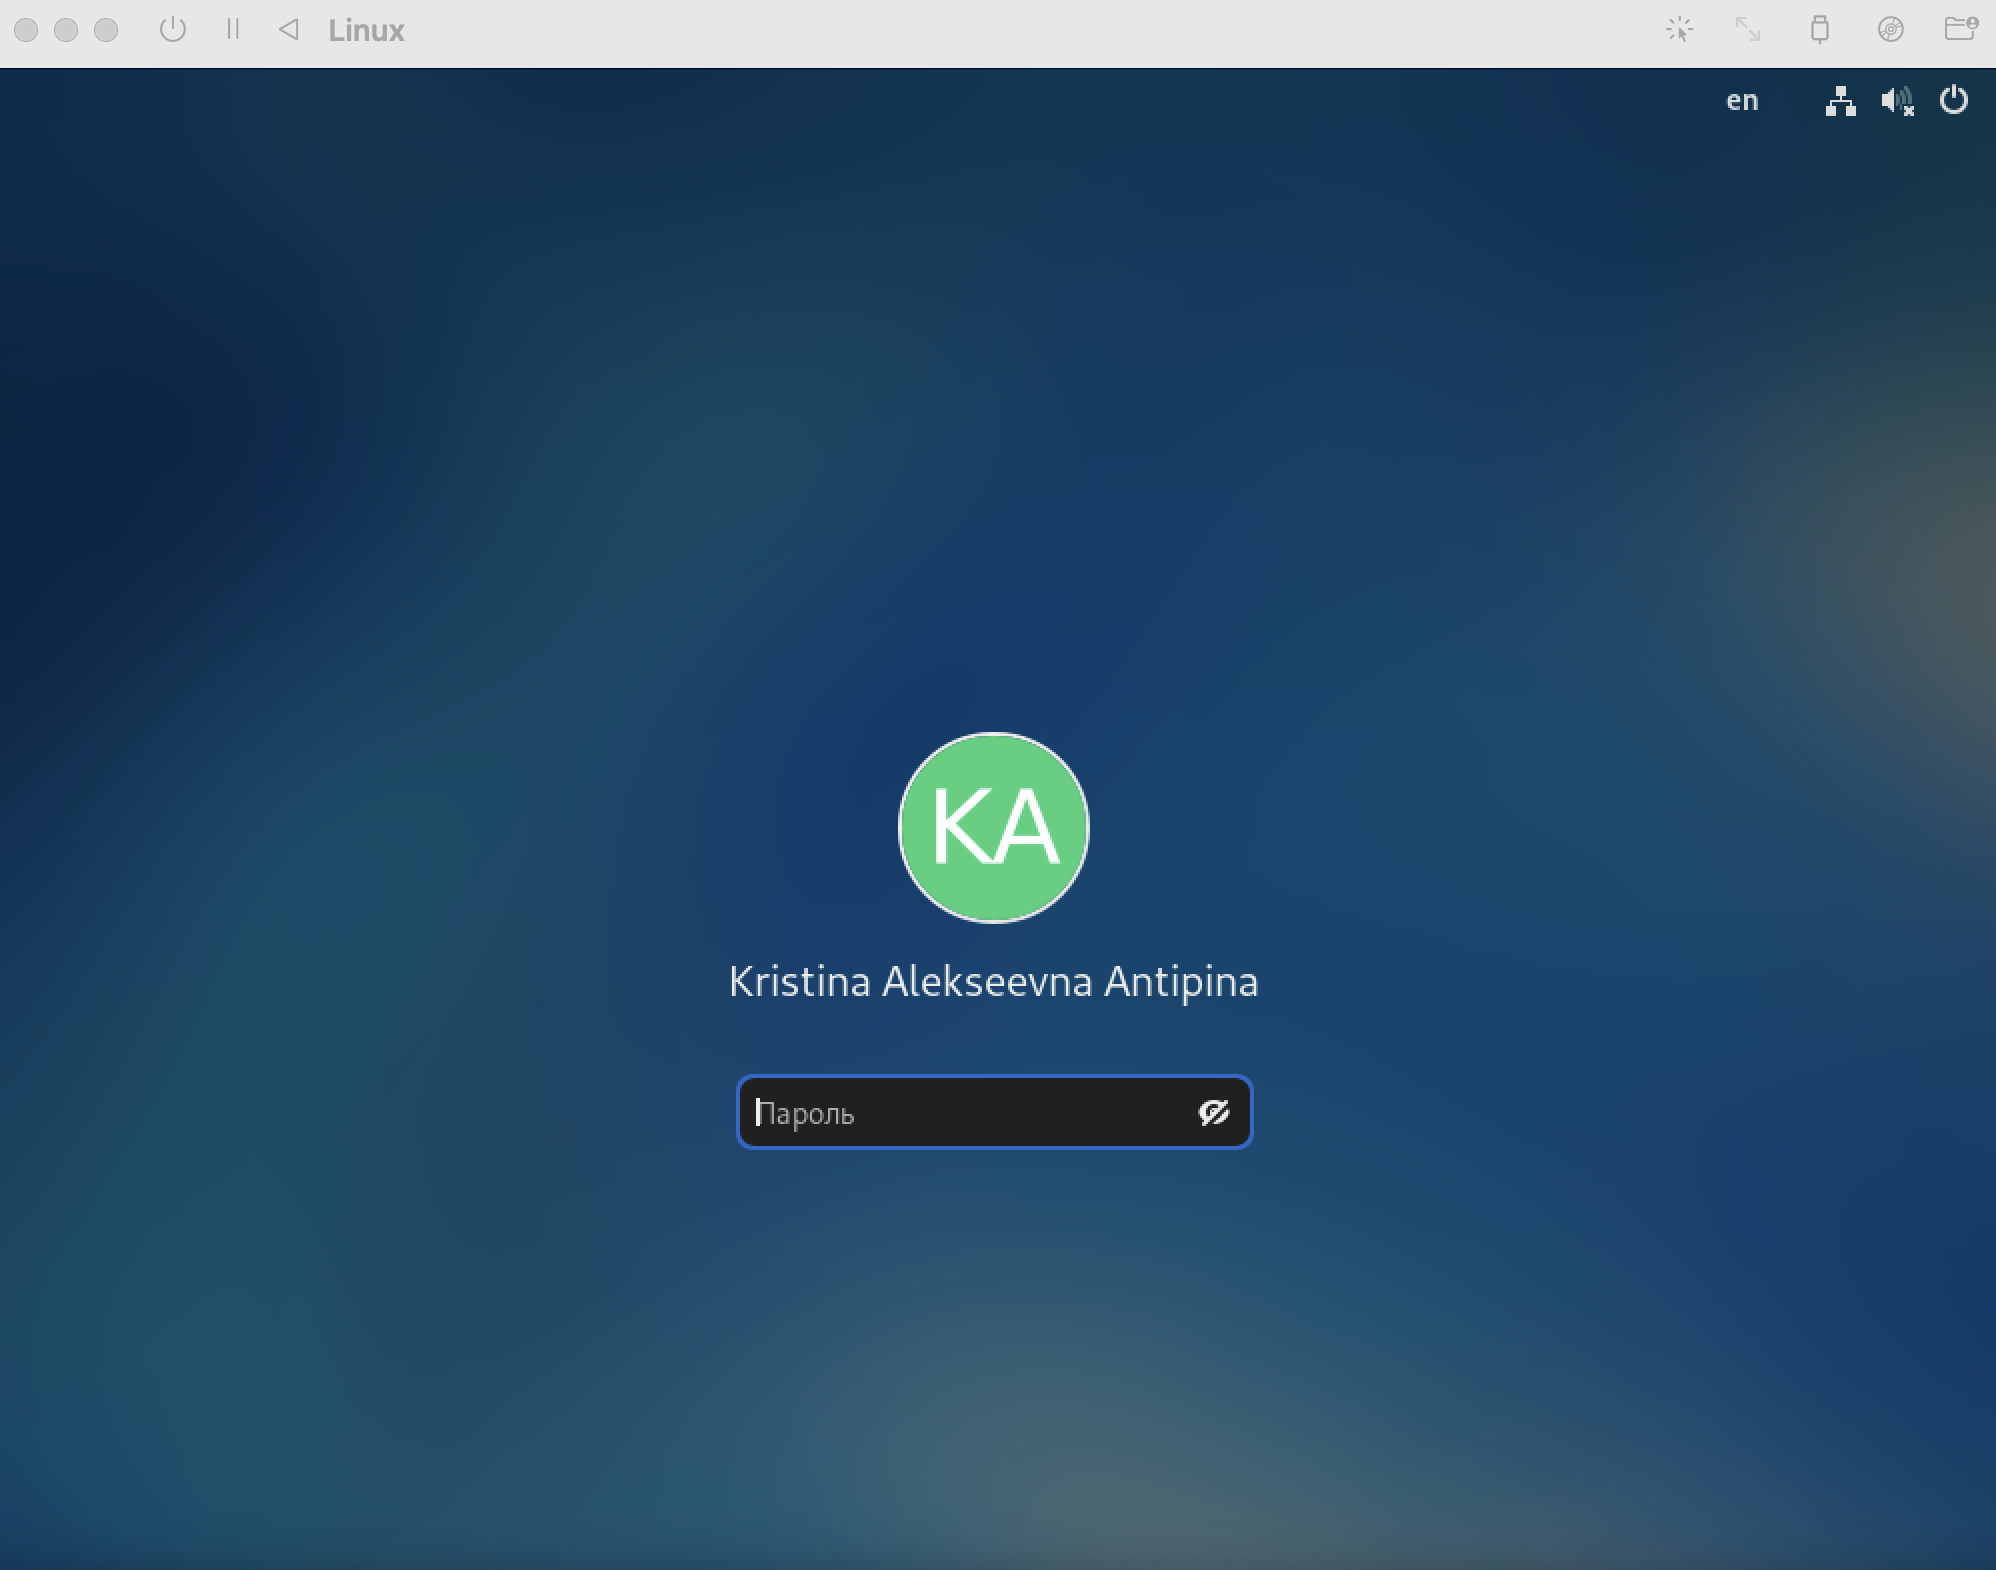 Linux
en
KA
Kristina Alekseevna Antipina
Пароль